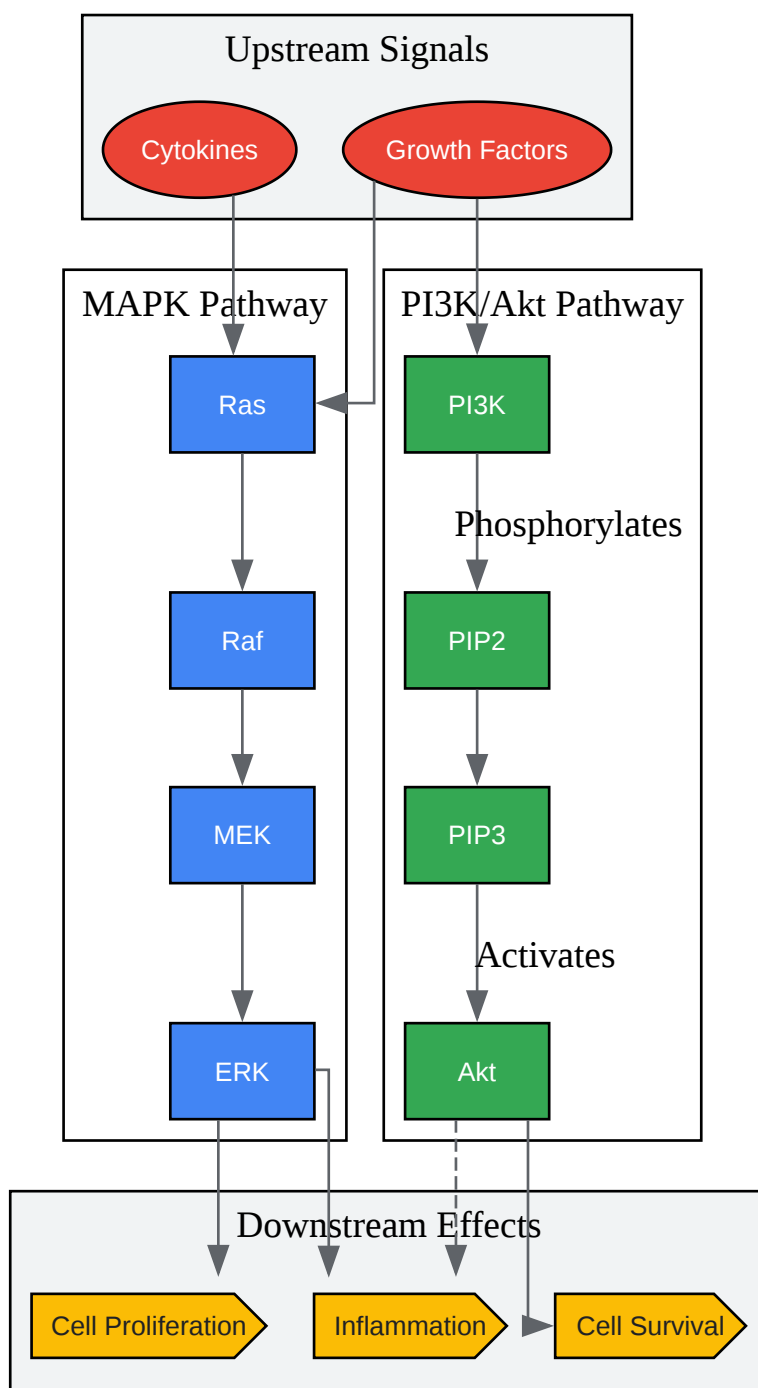 Upstream Signals
Cytokines
Growth Factors
MAPK Pathway
PI3K/Akt Pathway
Ras
PI3K
Phosphorylates
Raf
PIP2
MEK
PIP3
Activates
ERK
Akt
Downstream Effects
Cell Proliferation
Inflammation
Cell Survival